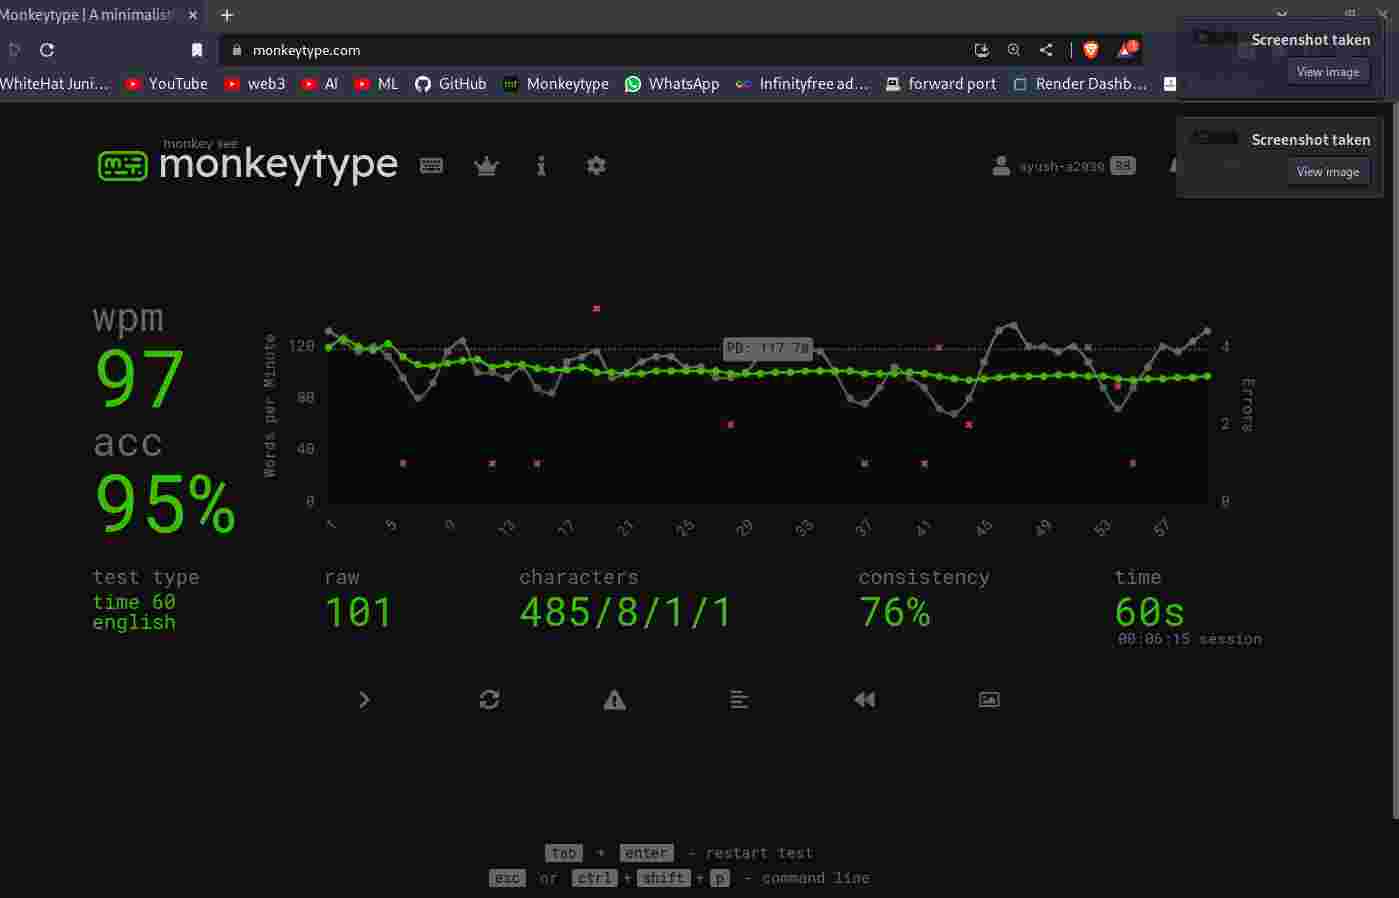 Monkeytype | A minimalist
Screenshot taken
View image
monkeytype.com
WhiteHat Juni... YouTube web3 AI ML GitHub Monkeytype WhatsApp Infinityfree ad... forward port Render Dashb...
Screenshot taken
View image
monkey see
monkeytype
ayush-a2030 88
wpm
97
acc
95%
Words per Minute
120
80
40
0
PD: 117.70
4
2
0
Errors
1 5 9 13 17 21 25 29 33 37 41 45 49 53 57
test type
time 60
english
raw
101
characters
485/8/1/1
consistency
76%
time
60s
00:06:15 session
tab + enter - restart test
esc or ctrl + shift + p - command line